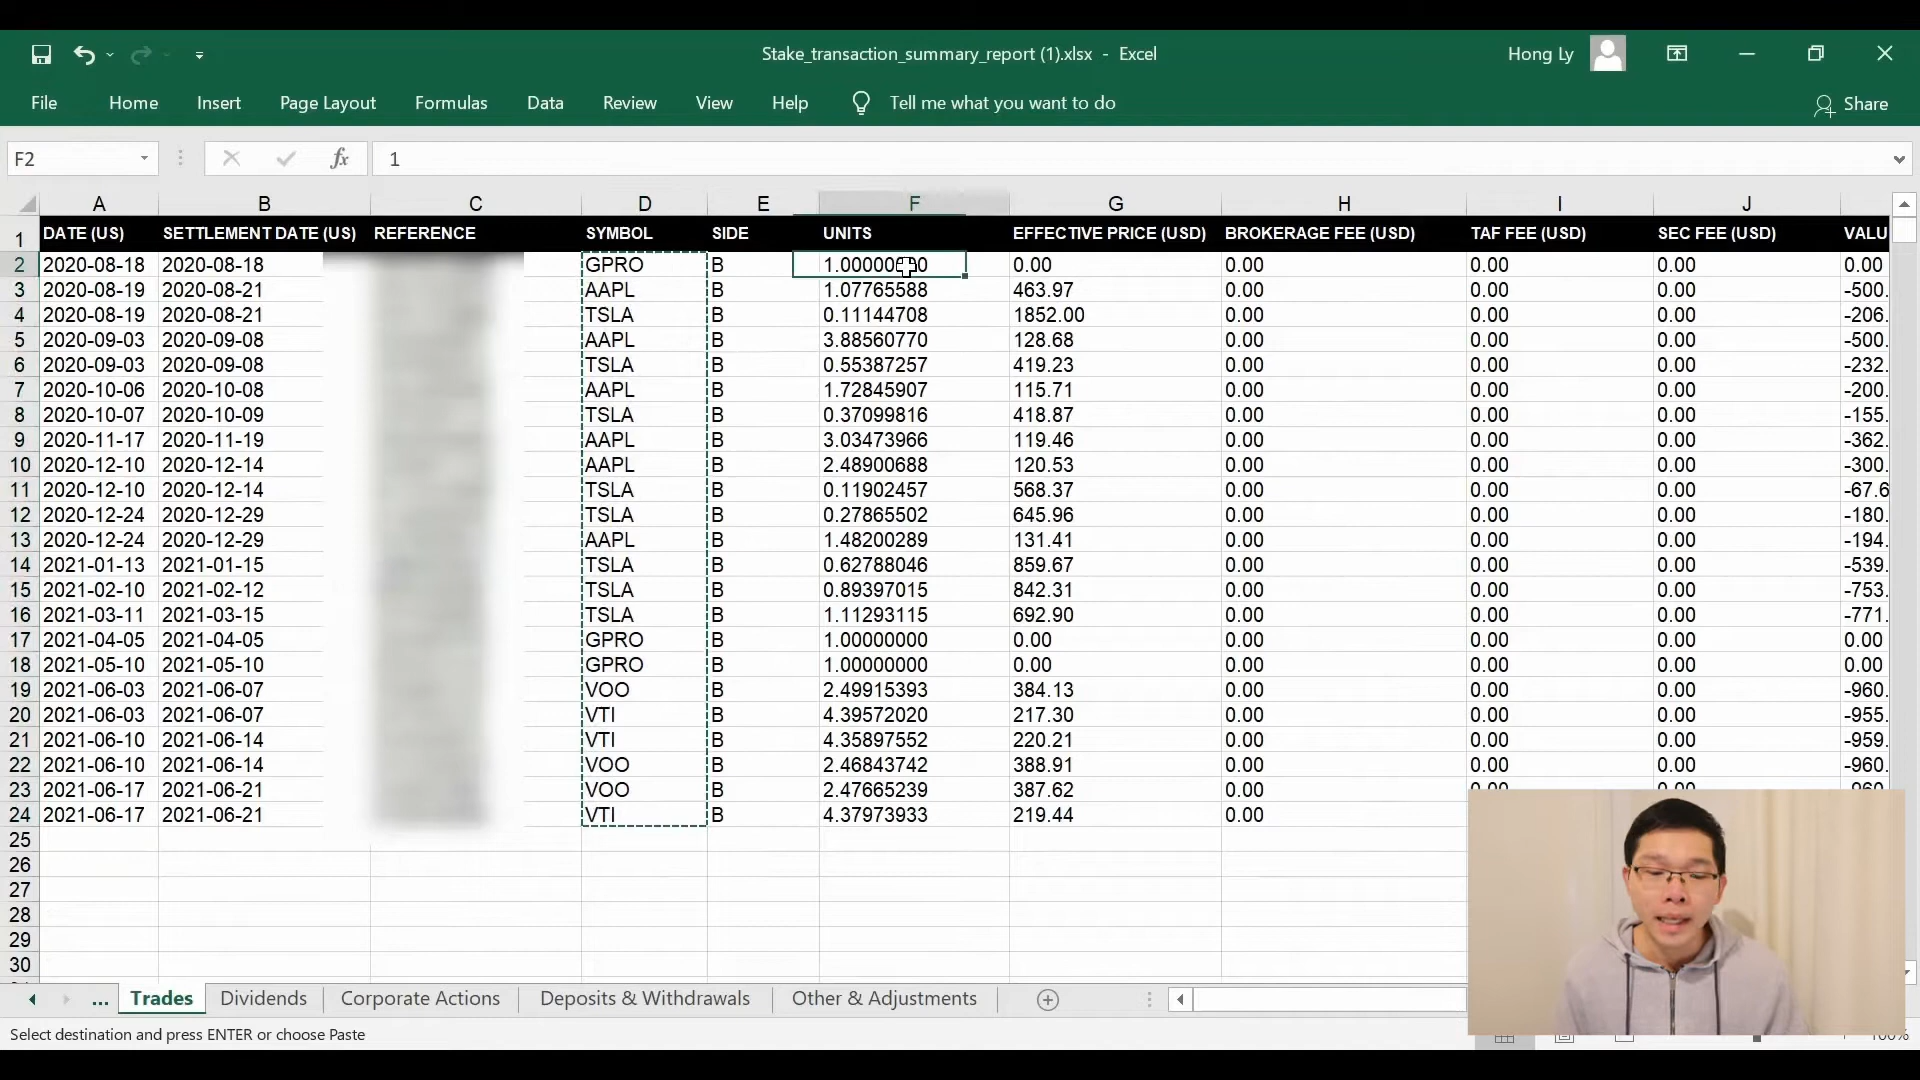 Stake_transaction_summary_report (1).xlsx - Excel
Hong Ly
File Home Insert Page Layout Formulas Data Review View Help Tell me what you want to do Share
F2 fx 1
A B C D E F G H I J
1 DATE (US) SETTLEMENT DATE (US) REFERENCE SYMBOL SIDE UNITS EFFECTIVE PRICE (USD) BROKERAGE FEE (USD) TAF FEE (USD) SEC FEE (USD) VALU
2 2020-08-18 2020-08-18 GPRO B 0.00 0.00 0.00 0.00 0.00
3 2020-08-19 2020-08-21 AAPL B 1.07765588 463.97 0.00 0.00 0.00 -500.
4 2020-08-19 2020-08-21 TSLA B 0.11144708 1852.00 0.00 0.00 0.00 -206.
5 2020-09-03 2020-09-08 AAPL B 3.88560770 128.68 0.00 0.00 0.00 -500.
6 2020-09-03 2020-09-08 TSLA B 0.55387257 419.23 0.00 0.00 0.00 -232.
7 2020-10-06 2020-10-08 AAPL B 1.72845907 115.71 0.00 0.00 0.00 -200.
8 2020-10-07 2020-10-09 TSLA B 0.37099816 418.87 0.00 0.00 0.00 -155.
9 2020-11-17 2020-11-19 AAPL B 3.03473966 119.46 0.00 0.00 0.00 -362.
10 2020-12-10 2020-12-14 AAPL B 2.48900688 120.53 0.00 0.00 0.00 -300.
11 2020-12-10 2020-12-14 TSLA B 0.11902457 568.37 0.00 0.00 0.00 -67.6
12 2020-12-24 2020-12-29 TSLA B 0.27865502 645.96 0.00 0.00 0.00 -180.
13 2020-12-24 2020-12-29 AAPL B 1.48200289 131.41 0.00 0.00 0.00 -194.
14 2021-01-13 2021-01-15 TSLA B 0.62788046 859.67 0.00 0.00 0.00 -539.
15 2021-02-10 2021-02-12 TSLA B 0.89397015 842.31 0.00 0.00 0.00 -753.
16 2021-03-11 2021-03-15 TSLA B 1.11293115 692.90 0.00 0.00 0.00 -771.
17 2021-04-05 2021-04-05 GPRO B 1.00000000 0.00 0.00 0.00 0.00 0.00
18 2021-05-10 2021-05-10 GPRO B 1.00000000 0.00 0.00 0.00 0.00 0.00
19 2021-06-03 2021-06-07 VOO B 2.49915393 384.13 0.00 0.00 0.00 -960.
20 2021-06-03 2021-06-07 VTI B 4.39572020 217.30 0.00 0.00 0.00 -955.
21 2021-06-10 2021-06-14 VTI B 4.35897552 220.21 0.00 0.00 0.00 -959.
22 2021-06-10 2021-06-14 VOO B 2.46843742 388.91 0.00 0.00 0.00 -960.
23 2021-06-17 2021-06-21 VOO B 2.47665239 387.62 0.00 0.00 0.00
24 2021-06-17 2021-06-21 VTI B 4.37973933 219.44 0.00
25
26
27
28
29
30
... Trades Dividends Corporate Actions Deposits & Withdrawals Other & Adjustments
Select destination and press ENTER or choose Paste